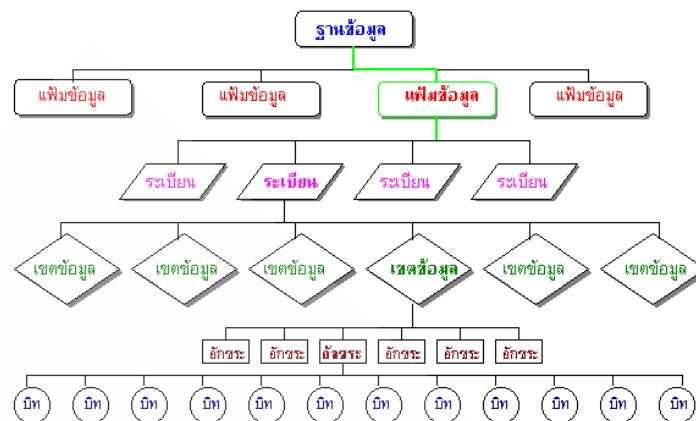 ฐานข้อมูล
แฟ้มข้อมูล แฟ้มข้อมูล แฟ้มข้อมูล แฟ้มข้อมูล
ระเบียน ระเบียน ระเบียน ระเบียน
เขตข้อมูล เขตข้อมูล เขตข้อมูล เขตข้อมูล เขตข้อมูล เขตข้อมูล
อักขระ อักขระ อักขระ อักขระ อักขระ อักขระ
บิท บิท บิท บิท บิท บิท บิท บิท บิท บิท บิท บิท